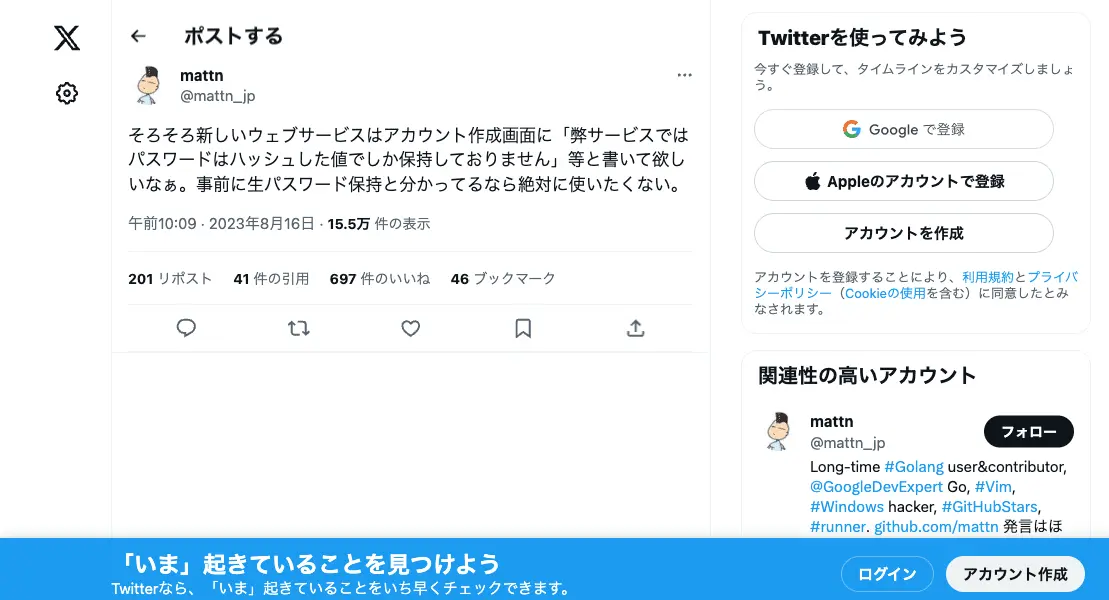 ポストする
mattn
@mattn_jp
そろそろ新しいウェブサービスはアカウント作成画面に「弊サービスでは
パスワードはハッシュした値でしか保持しておりません」等と書いて欲し
いなぁ。事前に生パスワード保持と分かってるなら絶対に使いたくない。
午前10:09 · 2023年8月16日 · 15.5万 件の表示
201 リポスト 41 件の引用 697 件のいいね 46 ブックマーク
Twitterを使ってみよう
今すぐ登録して、タイムラインをカスタマイズしましょ
う。
Google で登録
Appleのアカウントで登録
アカウントを作成
アカウントを登録することにより、利用規約とプライバ
シーポリシー（Cookieの使用を含む）に同意したとみ
なされます。
関連性の高いアカウント
mattn
@mattn_jp
フォロー
Long-time #Golang user&contributor,
@GoogleDevExpert Go, #Vim,
#Windows hacker, #GitHubStars,
#runner. github.com/mattn 発言はほ
「いま」起きていることを見つけよう
Twitterなら、「いま」起きていることをいち早くチェックできます。
ログイン
アカウント作成